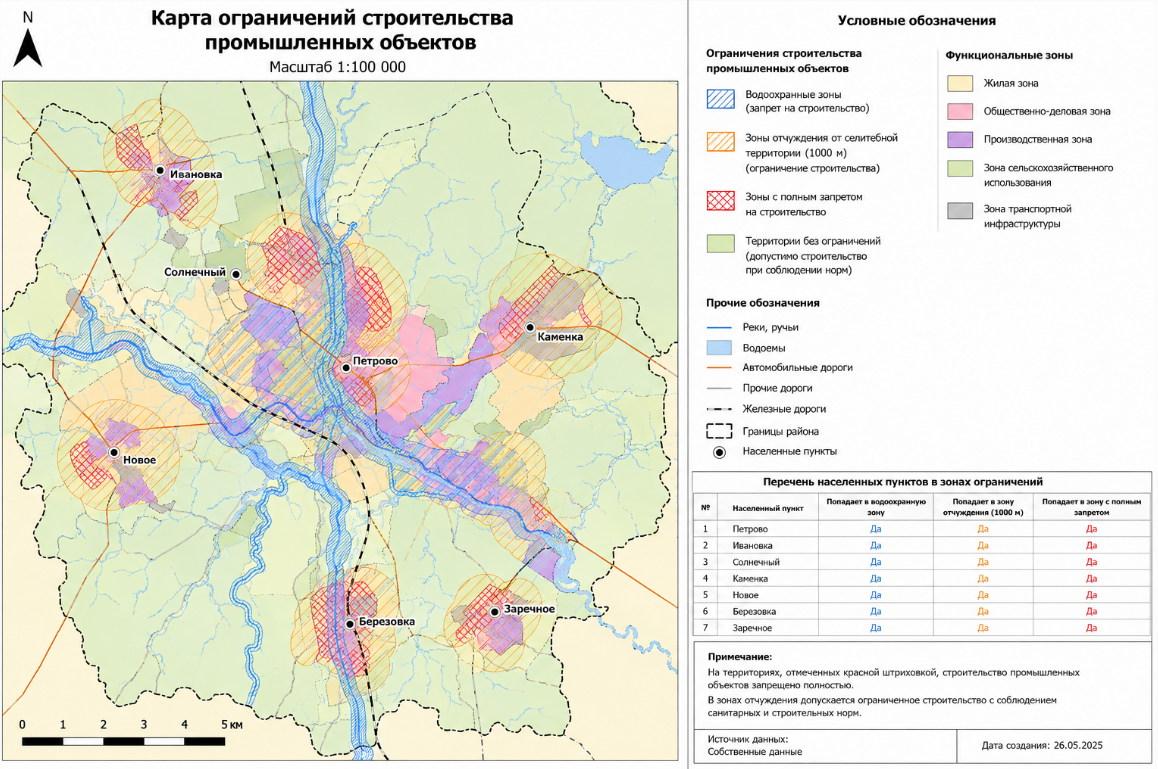 N
Карта ограничений строительства
промышленных объектов
Масштаб 1:100 000
Ивановка
Солнечный
Петрово
Каменка
Новое
Березовка
Заречное
0 1 2 3 4 5 км
Условные обозначения
Ограничения строительства
промышленных объектов
Водоохранные зоны
(запрет на строительство)
Зоны отчуждения от селитебной
территории (1000 м)
(ограничение строительства)
Зоны с полным запретом
на строительство
Территории без ограничений
(допустимо строительство
при соблюдении норм)
Функциональные зоны
Жилая зона
Общественно-деловая зона
Производственная зона
Зона сельскохозяйственного
использования
Зона транспортной
инфраструктуры
Прочие обозначения
Реки, ручьи
Водоемы
Автомобильные дороги
Прочие дороги
Железные дороги
Границы района
Населенные пункты
Перечень населенных пунктов в зонах ограничений
№ Населенный пункт Попадает в водоохранную зону Попадает в зону отчуждения (1000 м) Попадает в зону с полным запретом
1 Петрово Да Да Да
2 Ивановка Да Да Да
3 Солнечный Да Да Да
4 Каменка Да Да Да
5 Новое Да Да Да
6 Березовка Да Да Да
7 Заречное Да Да Да
Примечание:
На территориях, отмеченных красной штриховкой, строительство промышленных
объектов запрещено полностью.
В зонах отчуждения допускается ограниченное строительство с соблюдением
санитарных и строительных норм.
Источник данных:
Собственные данные
Дата создания: 26.05.2025